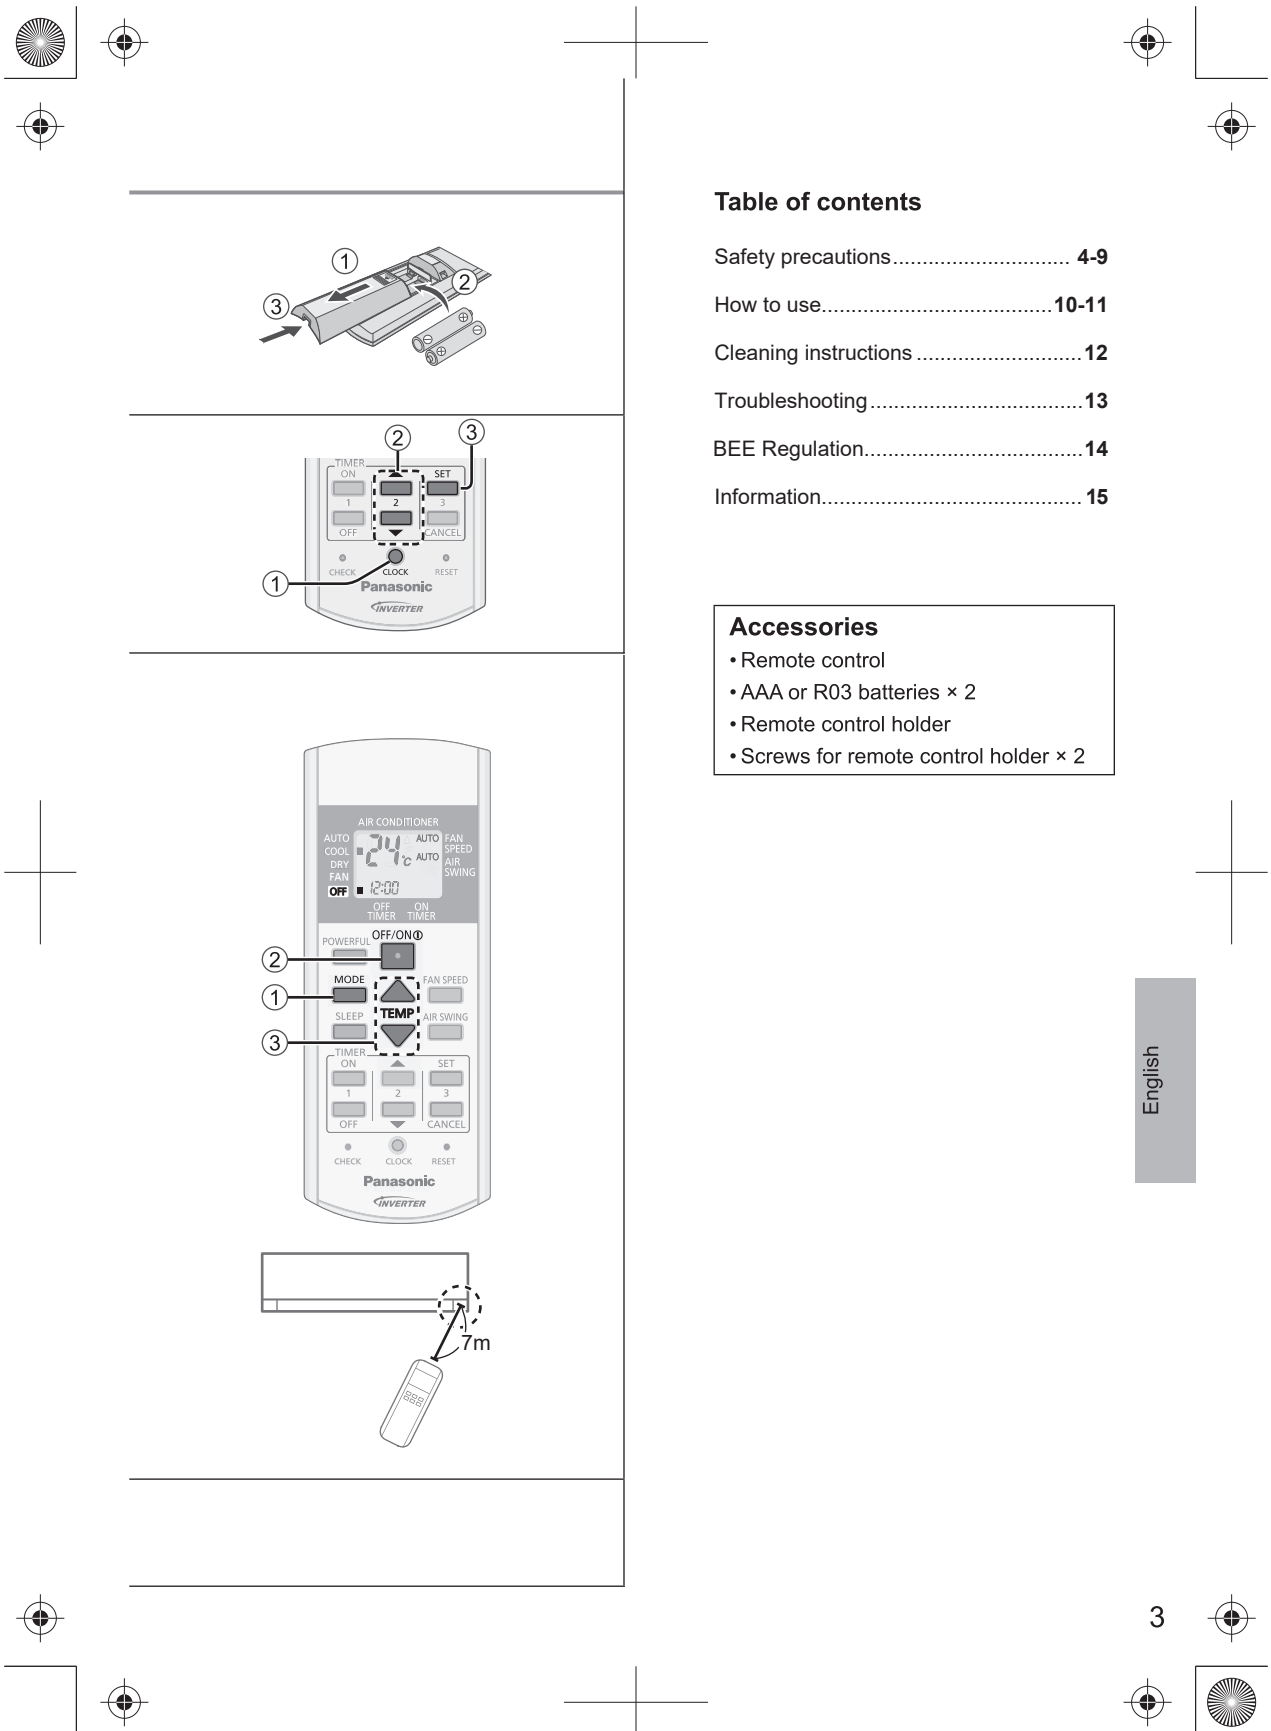 ①
②
③
②
③
TIMER
ON
SET
1
2
3
OFF
CANCEL
CHECK
CLOCK
RESET
①
Panasonic
INVERTER
AIR CONDITIONER
AUTO
COOL
DRY
FAN
OFF
24°C
AUTO
AUTO
12:00
FAN
SPEED
AIR
SWING
OFF
TIMER
ON
TIMER
POWERFUL
OFF/ON
②
MODE
FAN SPEED
①
SLEEP
TEMP
AIR SWING
③
TIMER
ON
SET
1
2
3
OFF
CANCEL
CHECK
CLOCK
RESET
Panasonic
INVERTER
7m
Table of contents
Safety precautions.............................. 4-9
How to use.......................................10-11
Cleaning instructions ............................12
Troubleshooting....................................13
BEE Regulation.....................................14
Information............................................ 15
Accessories
• Remote control
• AAA or R03 batteries × 2
• Remote control holder
• Screws for remote control holder × 2
English
3